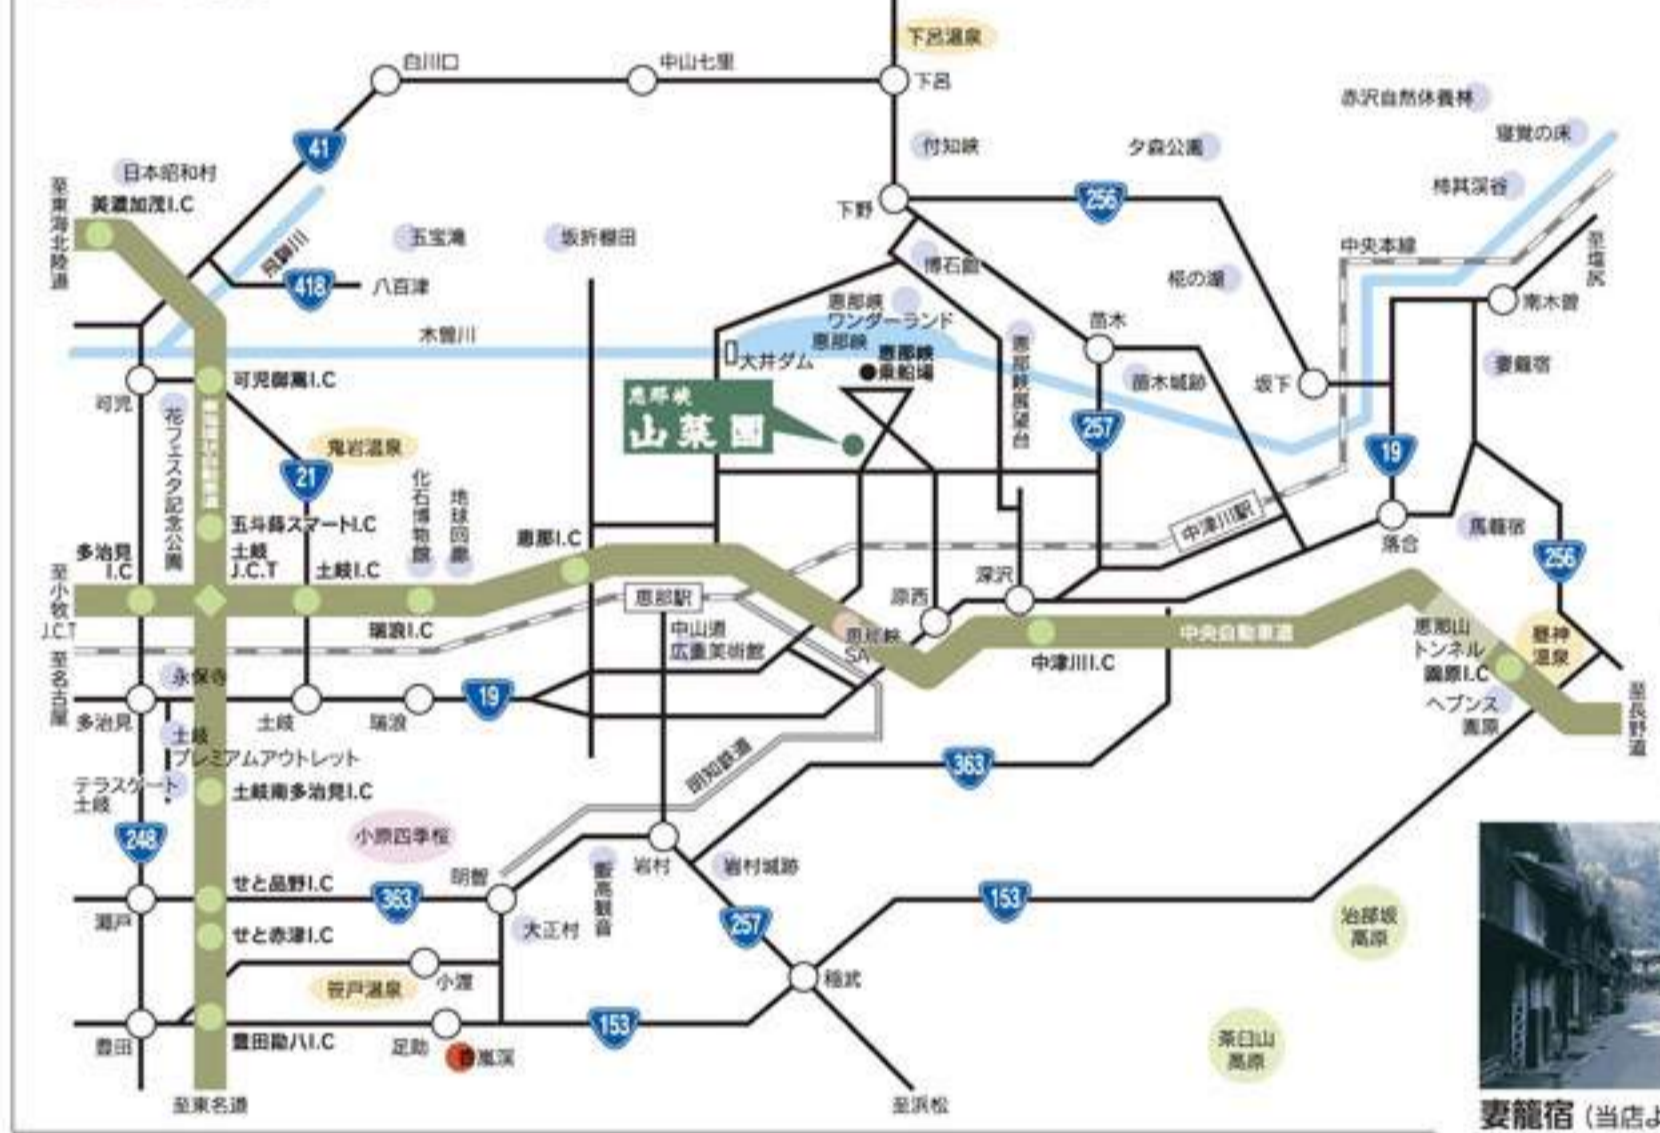 下呂温泉
白川口
中山七里
下呂
赤沢自然休養林
寝覚の床
41
付知峡
夕森公園
日本昭和村
柿其渓谷
至東海北陸道
美濃加茂I.C
下野
256
五宝滝
坂折棚田
中央本線
至塩尻
飛騨川
博石館
椛の湖
418
八百津
恵那峡
ワンダーランド
南木曽
木曽川
恵那峡
恵那峡
乗船場
苗木
大井ダム
恵那峡展望台
妻籠宿
可児御嵩I.C
苗木城跡
坂下
可児
花フェスタ記念公園
恵那峡
山菜園
257
19
鬼岩温泉
21
化石博物館
地球回廊
五斗蒔スマートI.C
中津川駅
馬籠宿
落合
恵那I.C
多治見
I.C
土岐
J.C.T
土岐I.C
256
至小牧
J.C.T
深沢
恵那駅
原西
瑞浪I.C
中山道
広重美術館
恵那峡
SA
中央自動車道
恵那山
トンネル
昼神
温泉
中津川I.C
園原I.C
至名古屋
永保寺
19
ヘブンス
園原
至長野道
多治見
土岐
瑞浪
土岐
プレミアムアウトレット
明知鉄道
363
テラスゲート
土岐
土岐南多治見I.C
248
小原四季桜
岩村
岩村城跡
せと品野I.C
明智
飯高観音
363
153
瀬戸
大正村
257
治部坂
高原
せと赤津I.C
小渡
稲武
笹戸温泉
153
豊田
豊田勘八I.C
足助
香嵐渓
茶臼山
高原
至東名道
至浜松
妻籠宿（当店よ